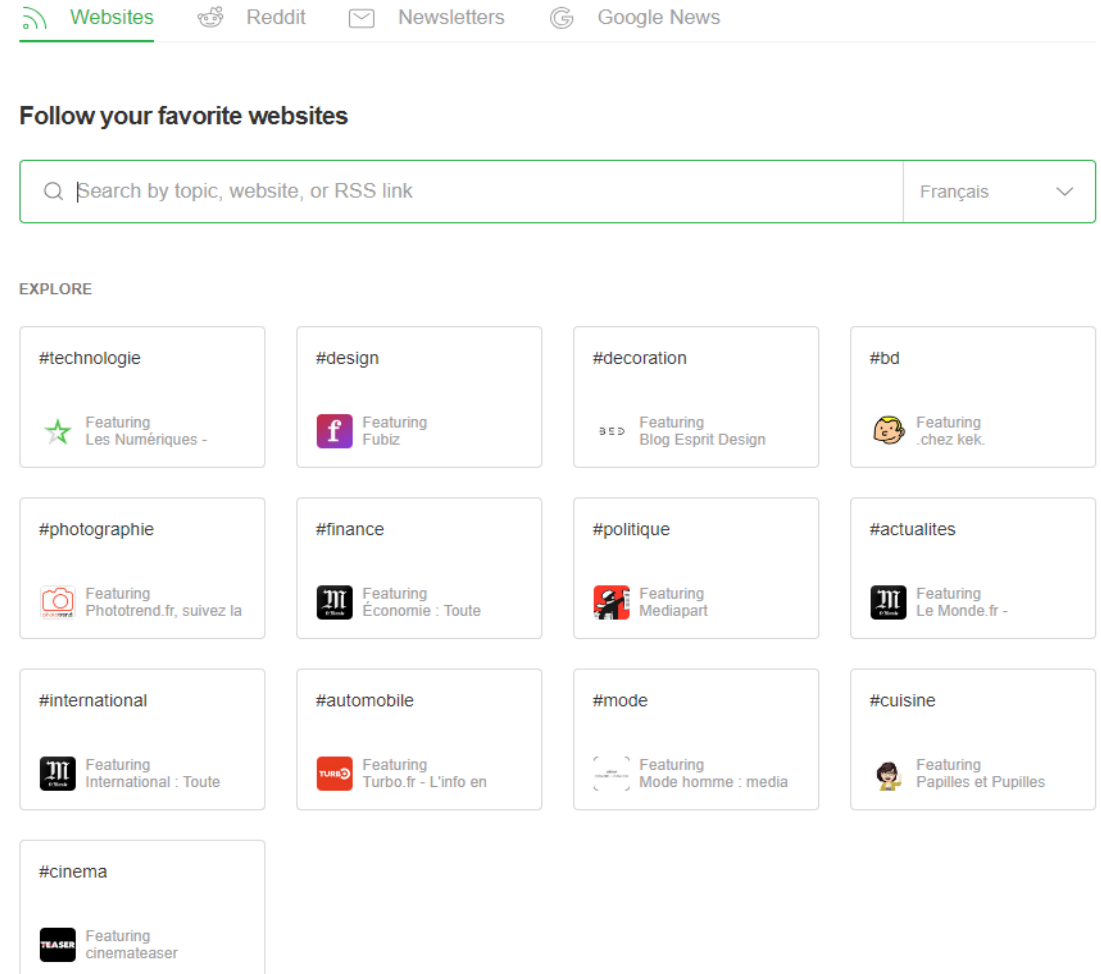 Websites Reddit Newsletters Google News
Follow your favorite websites
Search by topic, website, or RSS link Français
EXPLORE
#technologie
Featuring
Les Numériques -
#design
f
Featuring
Fubiz
#decoration
BED
Featuring
Blog Esprit Design
#bd
Featuring
.chez kek.
#photographie
Featuring
Phototrend.fr, suivez la
#finance
Featuring
Économie : Toute
#politique
Featuring
Mediapart
#actualites
Featuring
Le Monde.fr -
#international
Featuring
International : Toute
#automobile
TURBO
Featuring
Turbo.fr - L'info en
#mode
Featuring
Mode homme : media
#cuisine
Featuring
Papilles et Pupilles
#cinema
TEASER
Featuring
cinemateaser